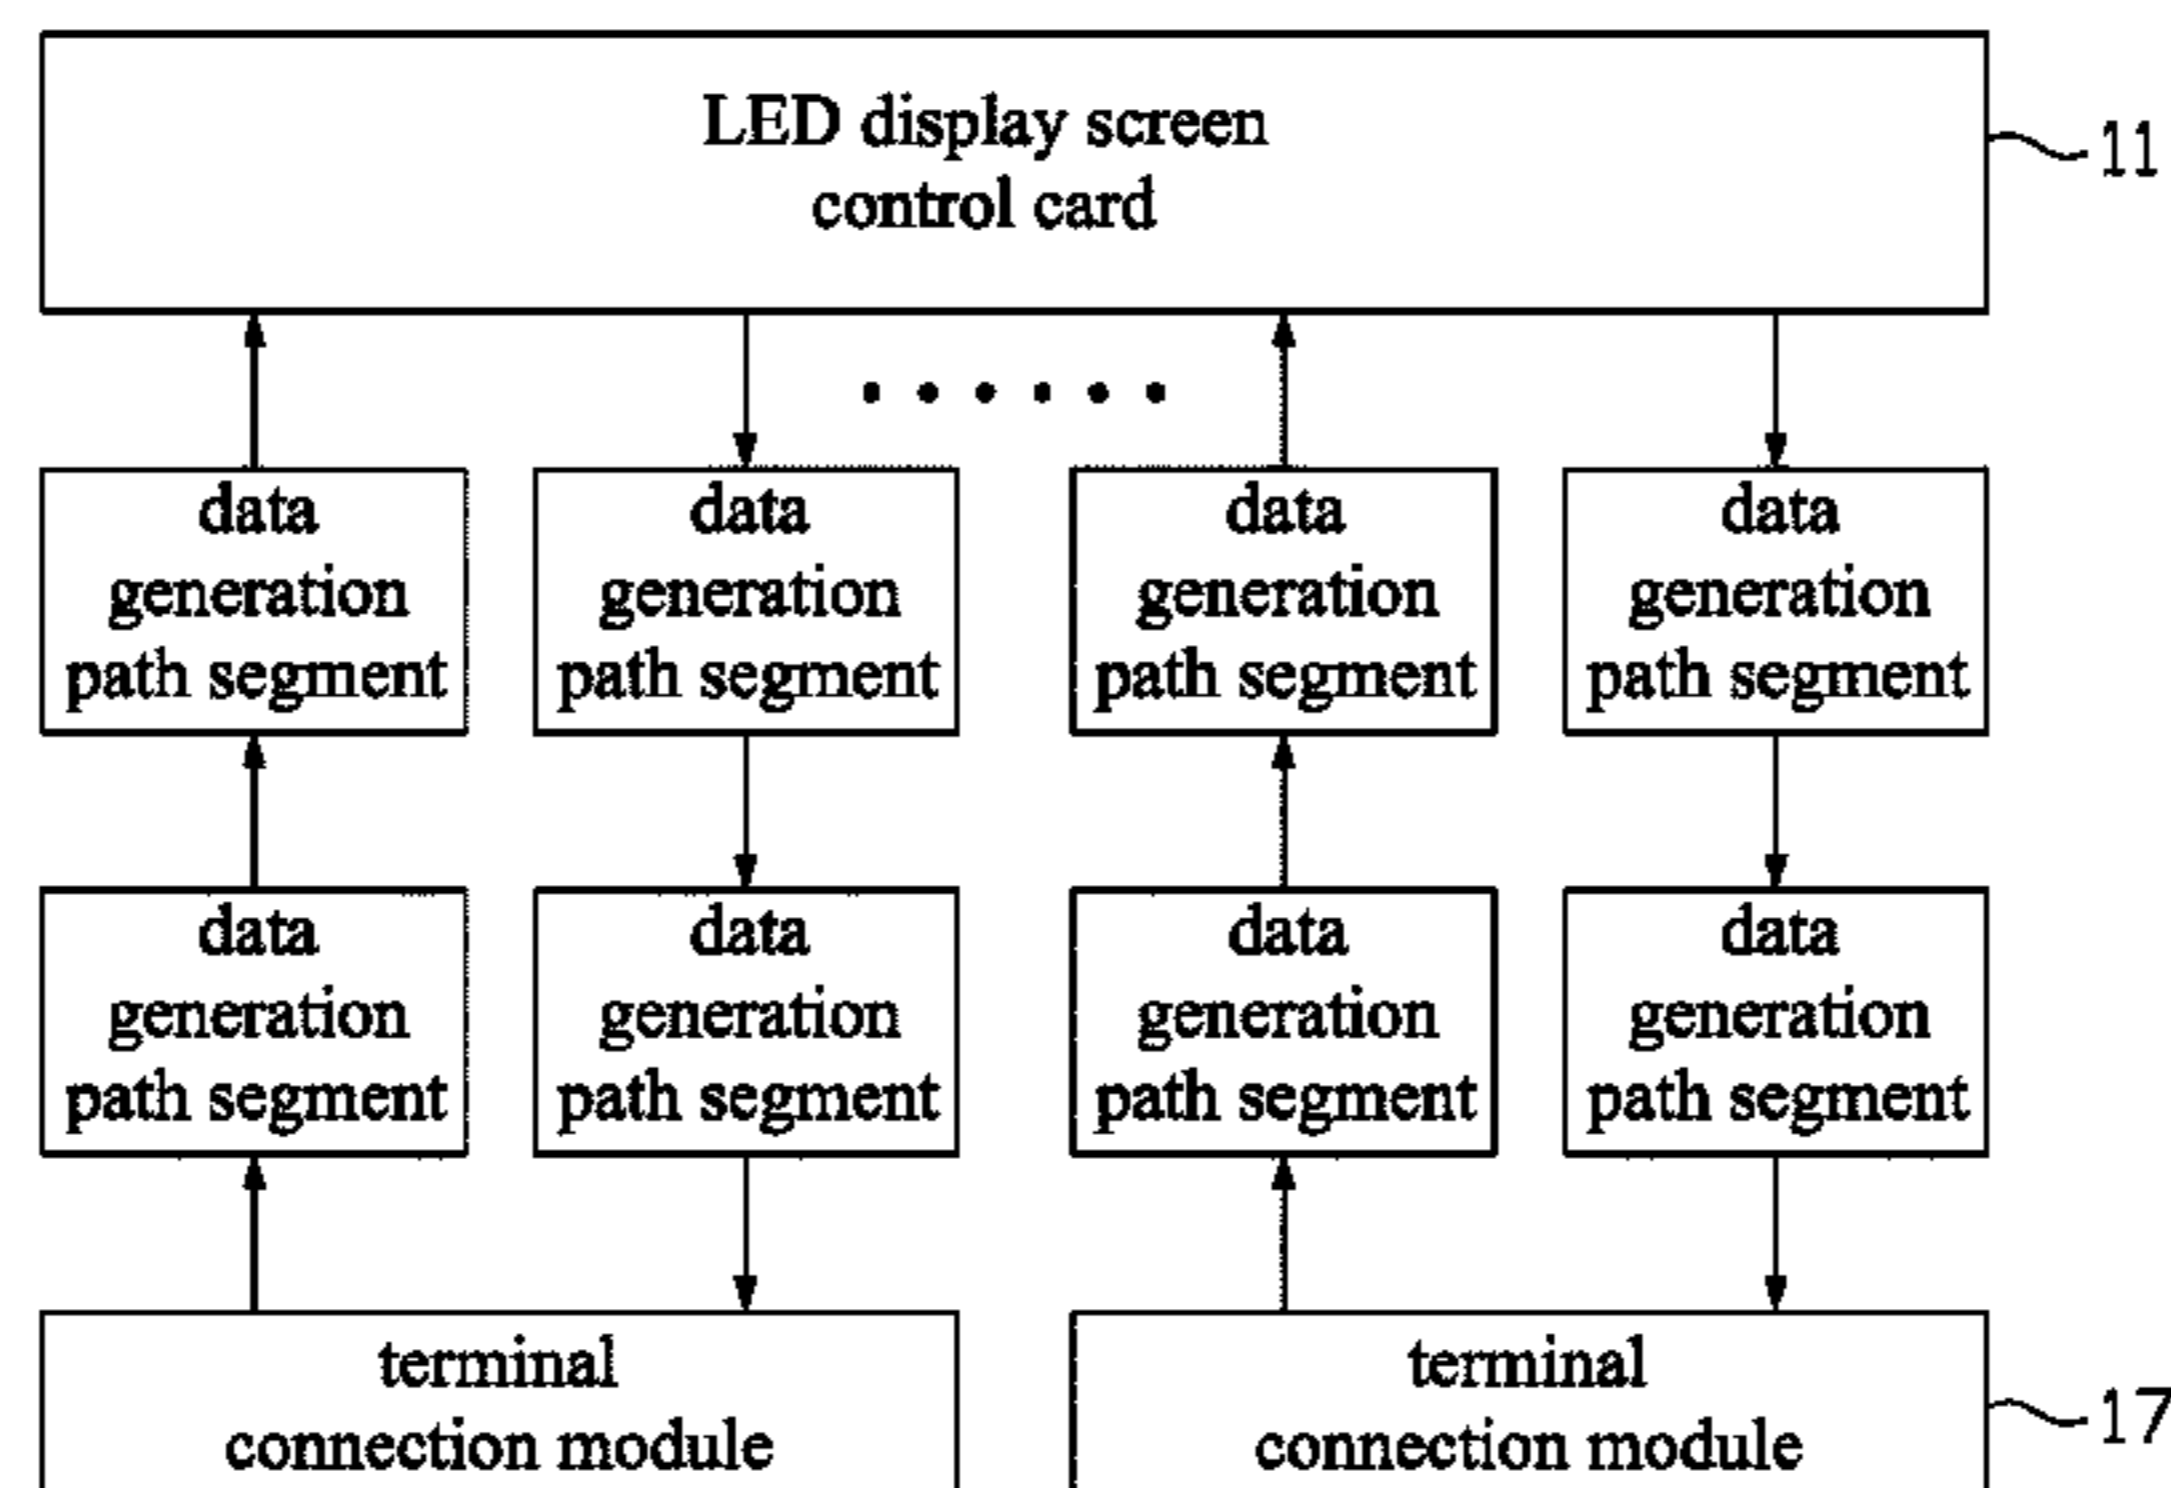 LED display screen
control card
11
data
generation
path segment
data
generation
path segment
data
generation
path segment
data
generation
path segment
data
generation
path segment
data
generation
path segment
data
generation
path segment
data
generation
path segment
terminal
connection module
terminal
connection module
17